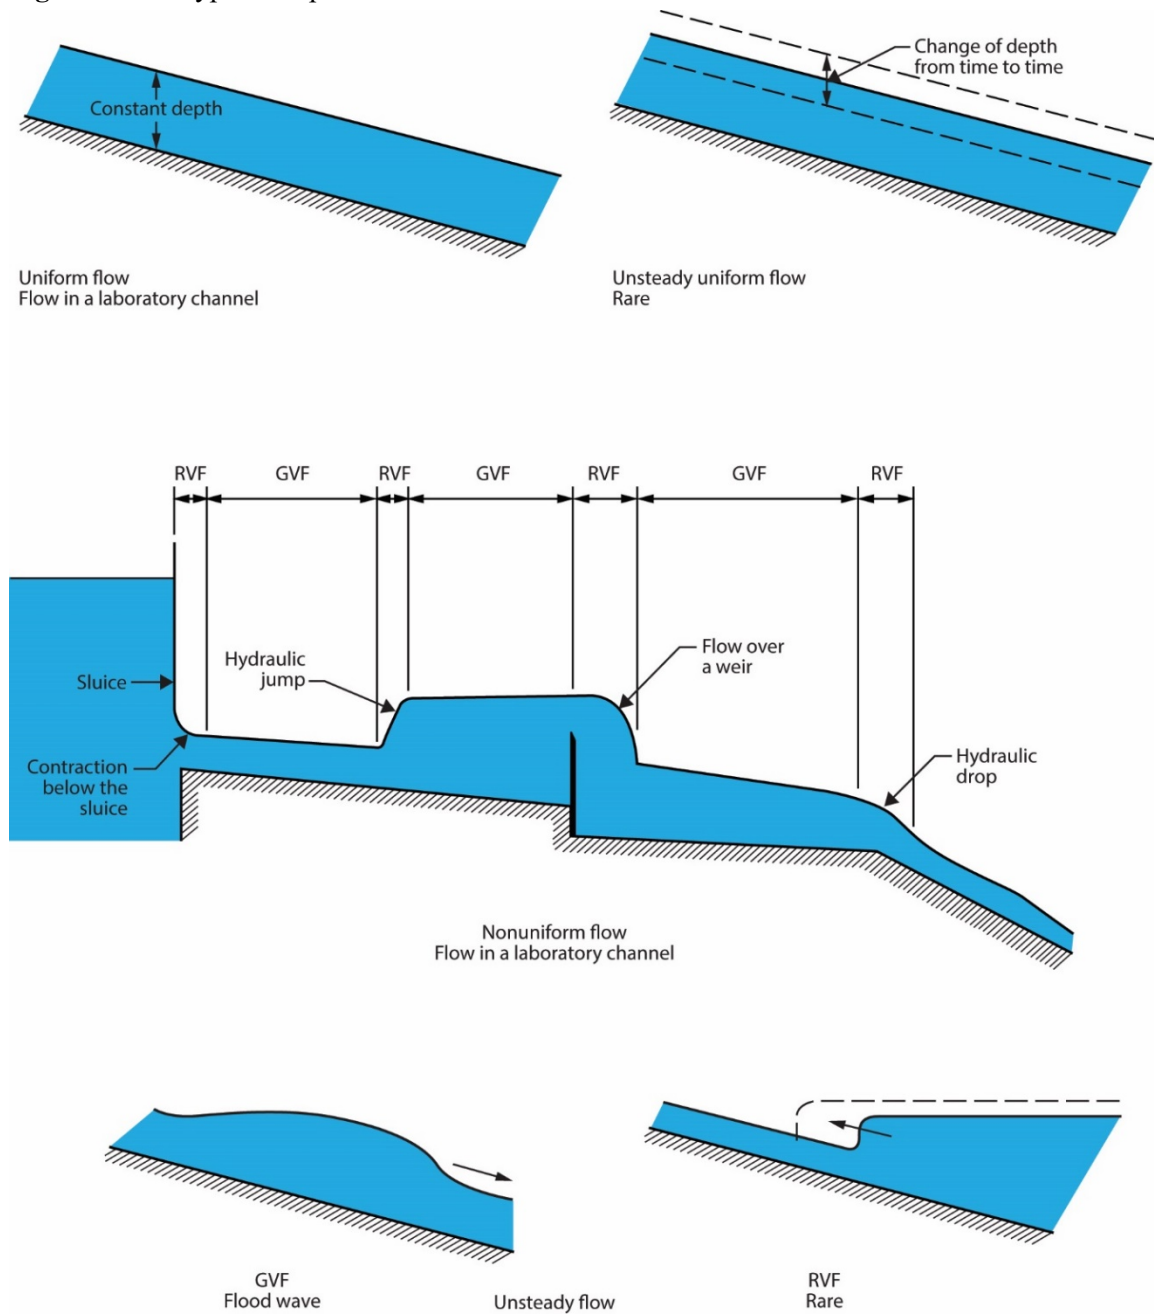 Constant depth
Change of depth
from time to time
Uniform flow
Flow in a laboratory channel
Unsteady uniform flow
Rare
RVF
GVF
RVF
GVF
RVF
GVF
RVF
Sluice
Hydraulic
jump
Flow over
a weir
Contraction
below the
sluice
Hydraulic
drop
Nonuniform flow
Flow in a laboratory channel
GVF
Flood wave
Unsteady flow
RVF
Rare